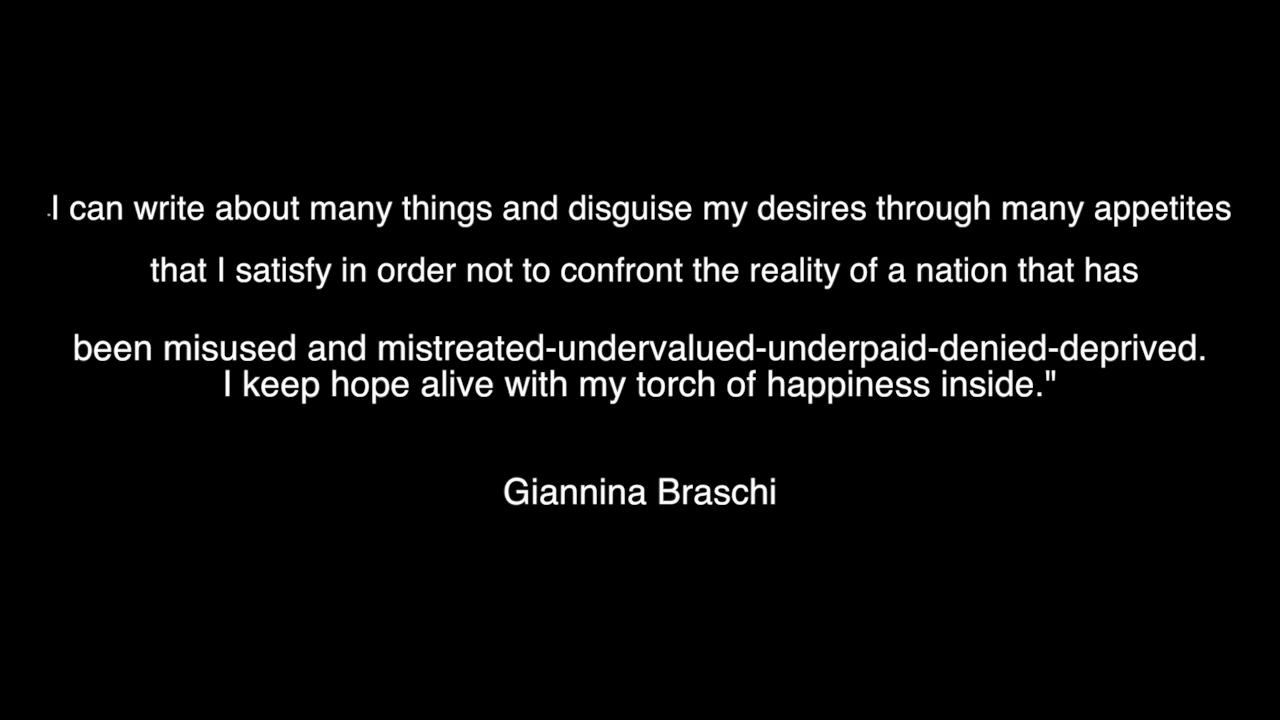 I can write about many things and disguise my desires through many appetites
that I satisfy in order not to confront the reality of a nation that has
been misused and mistreated-undervalued-underpaid-denied-deprived.
I keep hope alive with my torch of happiness inside."
Giannina Braschi